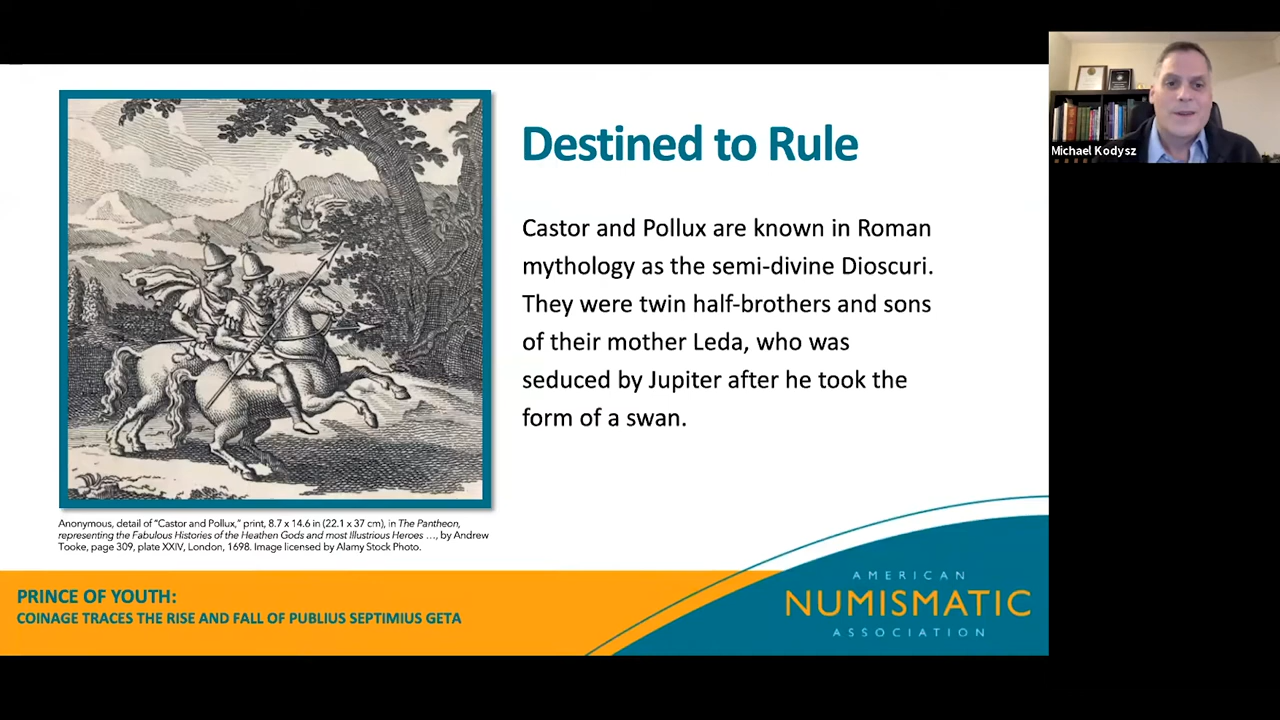 Destined to Rule
Castor and Pollux are known in Roman
mythology as the semi-divine Dioscuri.
They were twin half-brothers and sons
of their mother Leda, who was
seduced by Jupiter after he took the
form of a swan.
Anonymous, detail of "Castor and Pollux," print, 8.7 x 14.6 in (22.1 x 37 cm), in The Pantheon,
representing the Fabulous Histories of the Heathen Gods and most Illustrious Heroes …, by Andrew
Tooke, page 309, plate XXIV, London, 1698. Image licensed by Alamy Stock Photo.
PRINCE OF YOUTH:
COINAGE TRACES THE RISE AND FALL OF PUBLIUS SEPTIMIUS GETA
AMERICAN
NUMISMATIC
ASSOCIATION
Michael Kodysz